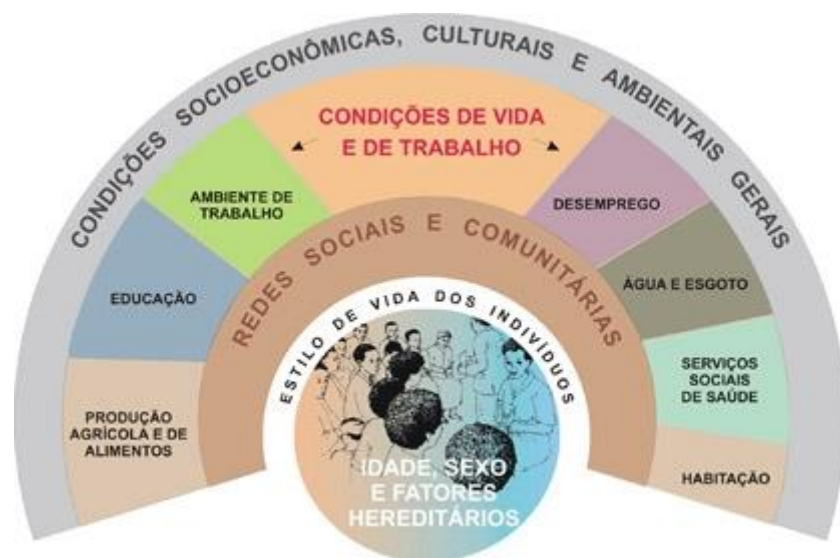 CONDIÇÕES SOCIOECONÔMICAS, CULTURAIS E AMBIENTAIS GERAIS
CONDIÇÕES DE VIDA
E DE TRABALHO
AMBIENTE DE
TRABALHO
DESEMPREGO
EDUCAÇÃO
ÁGUA E ESGOTO
PRODUÇÃO
AGRÍCOLA E DE
ALIMENTOS
SERVIÇOS
SOCIAIS
DE SAÚDE
HABITAÇÃO
REDES SOCIAIS E COMUNITÁRIAS
ESTILO DE VIDA DOS INDIVÍDUOS
IDADE, SEXO
E FATORES
HEREDITÁRIOS